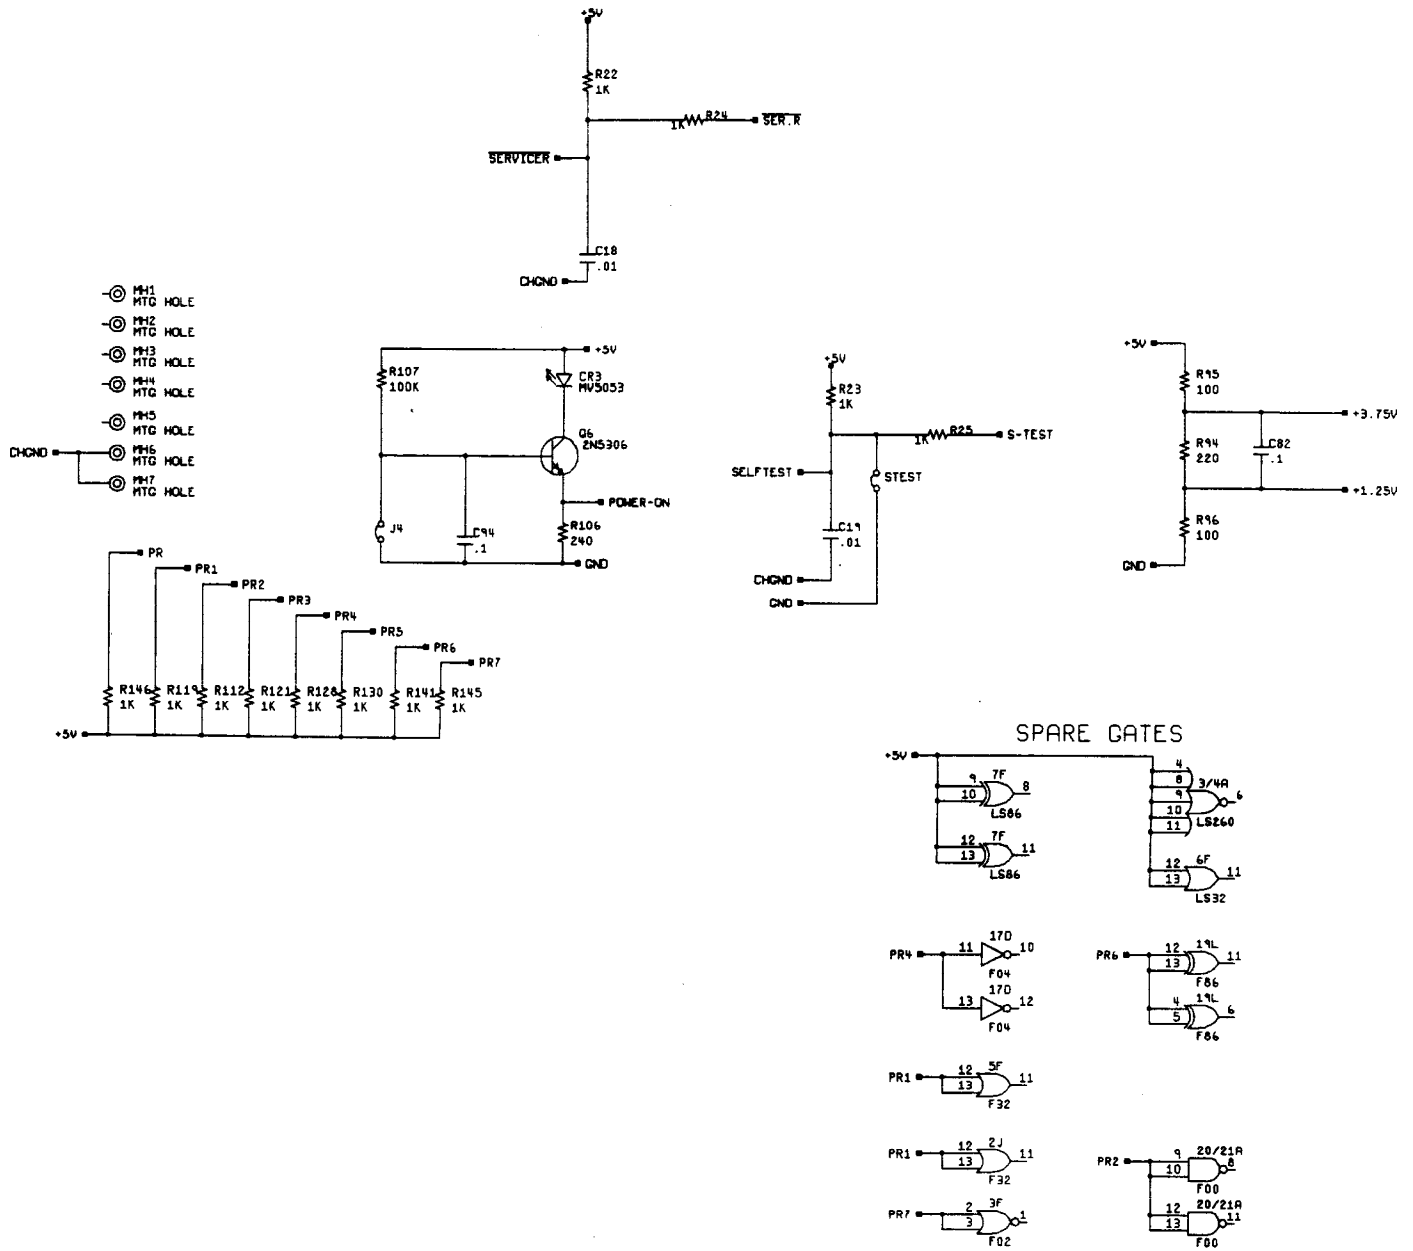 +5V
R22
1K
R24
1K
SER.R
SERVICER
C18
.01
CHGND
MH1
MTG HOLE
MH2
MTG HOLE
MH3
MTG HOLE
MH4
MTG HOLE
MH5
MTG HOLE
CHGND
MH6
MTG HOLE
MH7
MTG HOLE
+5V
R107
100K
CR3
MV5053
Q6
2N5306
POWER-ON
R106
240
J4
C94
.1
GND
+5V
R23
1K
R25
1K
S-TEST
SELFTEST
STEST
C19
.01
CHGND
GND
+5V
R95
100
+3.75V
R94
220
C82
.1
+1.25V
R96
100
GND
PR
PR1
PR2
PR3
PR4
PR5
PR6
PR7
R146
1K
R119
1K
R112
1K
R121
1K
R128
1K
R130
1K
R141
1K
R145
1K
+5V
SPARE GATES
+5V
7F
9
10
8
LS86
7F
12
13
11
LS86
4
8
3/4A
9
6
10
11
LS260
6F
12
13
11
LS32
PR4
17D
11
10
F04
17D
13
12
F04
PR6
19L
12
13
11
F86
19L
4
5
6
F86
PR1
5F
12
13
11
F32
PR1
2J
12
13
11
F32
PR2
20/21A
9
10
8
F00
20/21A
12
13
11
F00
PR7
3F
2
3
1
F02